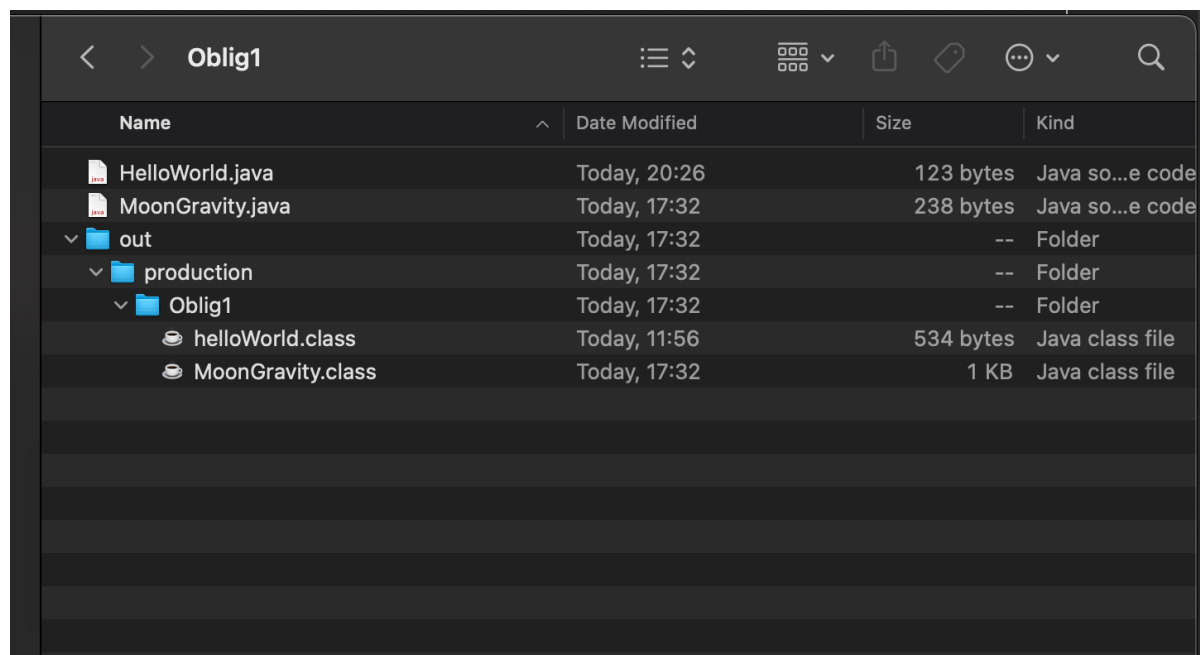 Oblig1
Name Date Modified Size Kind
HelloWorld.java Today, 20:26 123 bytes Java so...e code
MoonGravity.java Today, 17:32 238 bytes Java so...e code
out Today, 17:32 -- Folder
production Today, 17:32 -- Folder
Oblig1 Today, 17:32 -- Folder
helloWorld.class Today, 11:56 534 bytes Java class file
MoonGravity.class Today, 17:32 1 KB Java class file